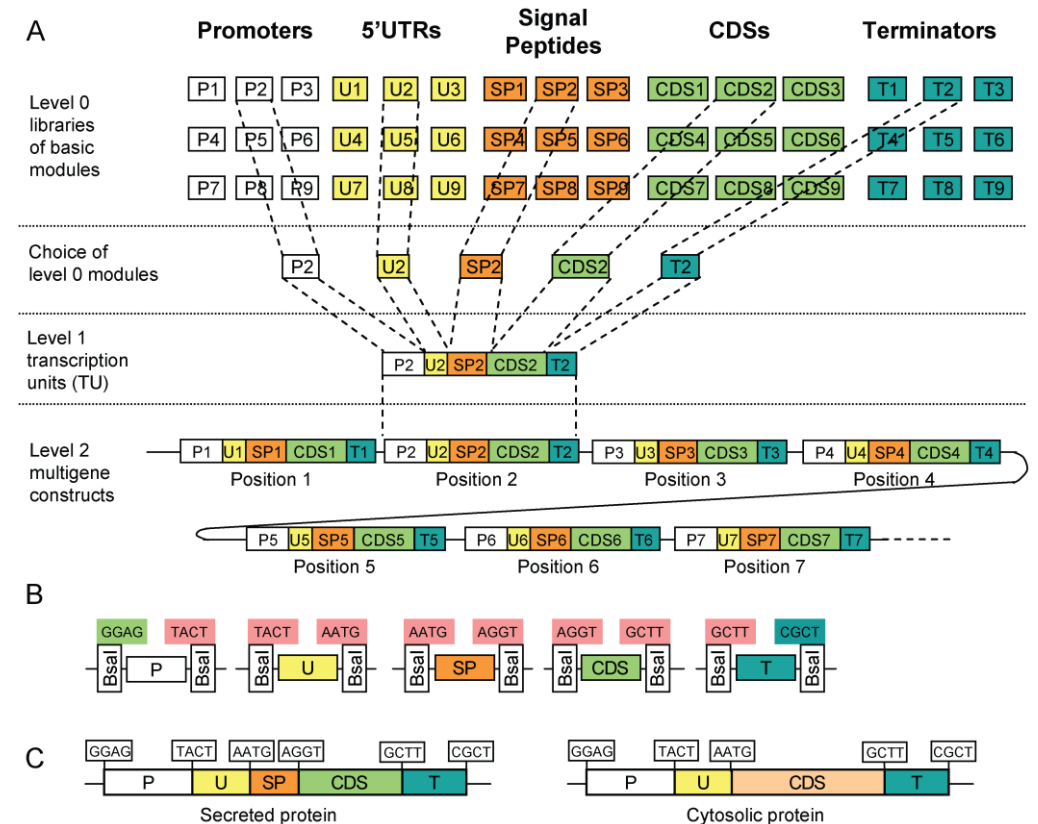 A
Promoters 5'UTRs Signal Peptides CDSs Terminators
Level 0 libraries of basic modules
P1 P2 P3 U1 U2 U3 SP1 SP2 SP3 CDS1 CDS2 CDS3 T1 T2 T3
P4 P5 P6 U4 U5 U6 SP4 SP5 SP6 CDS4 CDS5 CDS6 T4 T5 T6
P7 P8 P9 U7 U8 U9 SP7 SP8 SP9 CDS7 CDS8 CDS9 T7 T8 T9
Choice of level 0 modules
P2 U2 SP2 CDS2 T2
Level 1 transcription units (TU)
P2 U2 SP2 CDS2 T2
Level 2 multigene constructs
P1 U1 SP1 CDS1 T1 P2 U2 SP2 CDS2 T2 P3 U3 SP3 CDS3 T3 P4 U4 SP4 CDS4 T4
Position 1 Position 2 Position 3 Position 4
P5 U5 SP5 CDS5 T5 P6 U6 SP6 CDS6 T6 P7 U7 SP7 CDS7 T7
Position 5 Position 6 Position 7
B
GGAG TACT TACT AATG AATG AGGT AGGT GCTT GCTT CGCT
BsaI P BsaI BsaI U BsaI BsaI SP BsaI BsaI CDS BsaI BsaI T BsaI
C
GGAG TACT AATG AGGT GCTT CGCT GGAG TACT AATG GCTT CGCT
P U SP CDS T P U CDS T
Secreted protein Cytosolic protein